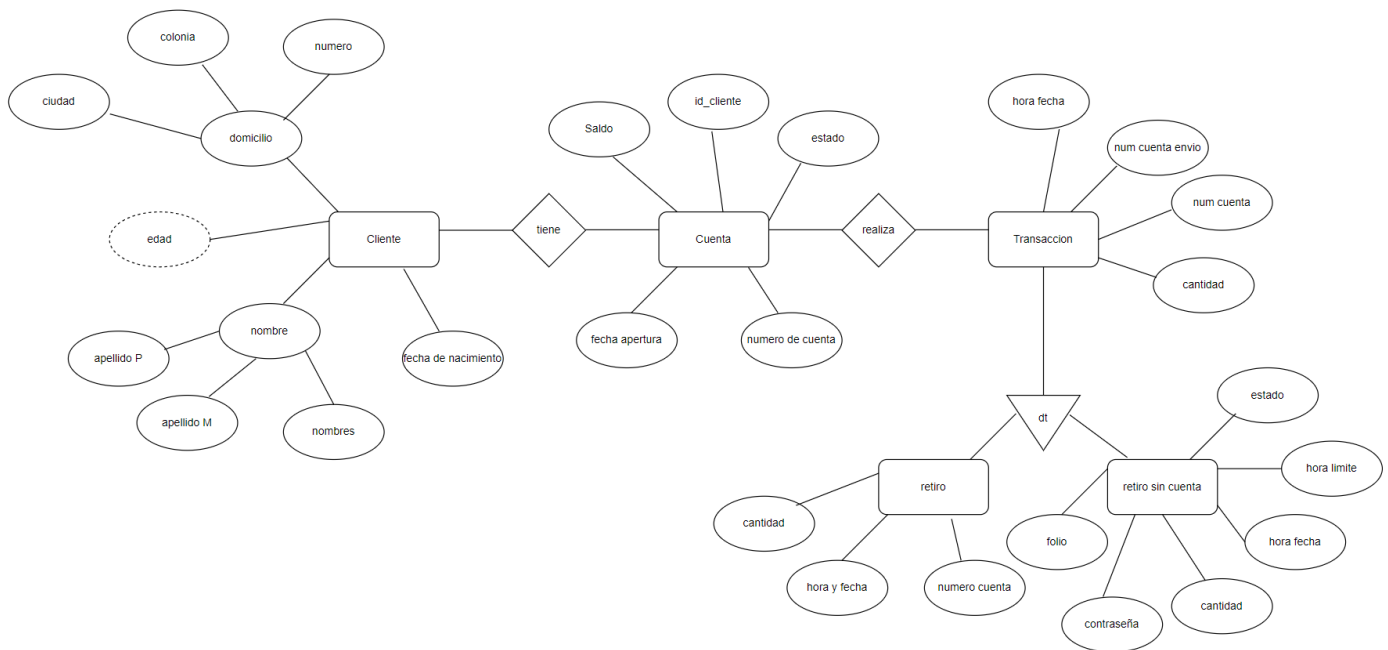 colonia
numero
ciudad
domicilio
id_cliente
hora fecha
Saldo
estado
num cuenta envio
num cuenta
edad
Cliente
tiene
Cuenta
realiza
Transaccion
cantidad
nombre
apellido P
fecha de nacimiento
fecha apertura
numero de cuenta
apellido M
nombres
dt
estado
hora limite
retiro
retiro sin cuenta
cantidad
folio
hora fecha
hora y fecha
numero cuenta
cantidad
contraseña